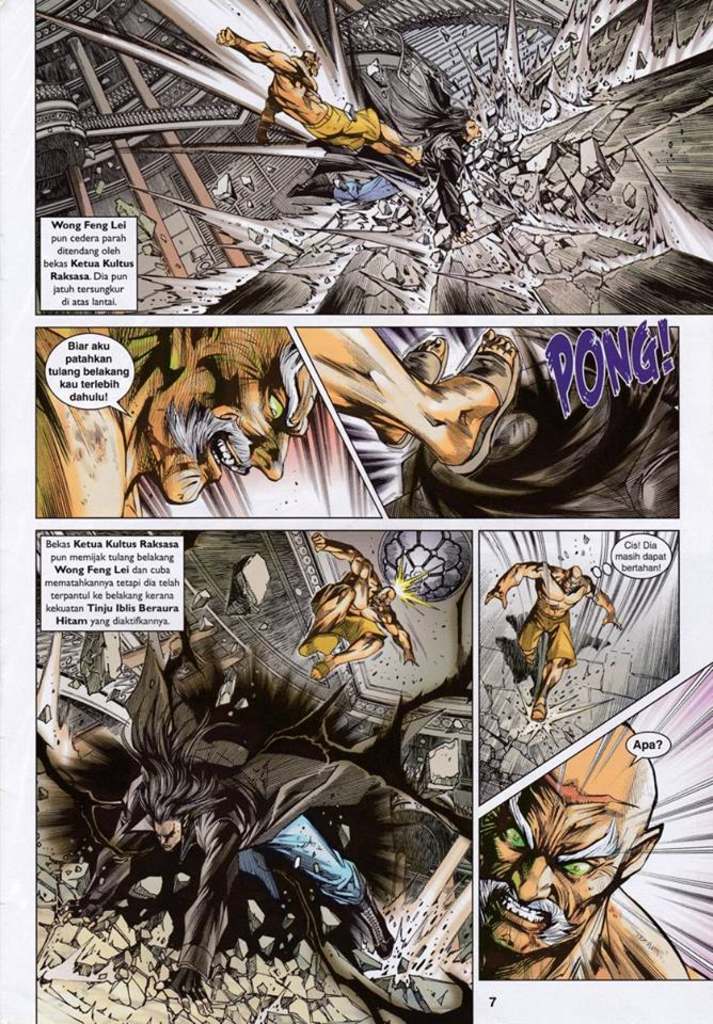 Wong Feng Lei
pun cedera parah
ditendang oleh
bekas Ketua Kultus
Raksasa. Dia pun
jatuh tersungkur
di atas lantai.
Biar aku
patahkan
tulang belakang
kau terlebih
dahulu!
PONG!
Bekas Ketua Kultus Raksasa
pun memijak tulang belakang
Wong Feng Lei dan cuba
mematahkannya tetapi dia telah
terpantul ke belakang kerana
kekuatan Tinju Iblis Beraura
Hitam yang diaktifkannya.
Cis! Dia
masih dapat
bertahan!
Apa?
7